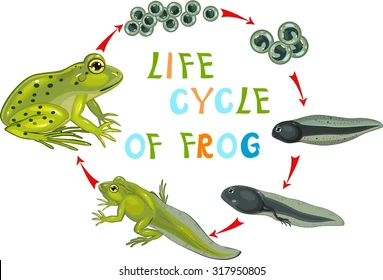 LIFE
CYCLE
OF FROG
shutterstock.com · 317950805